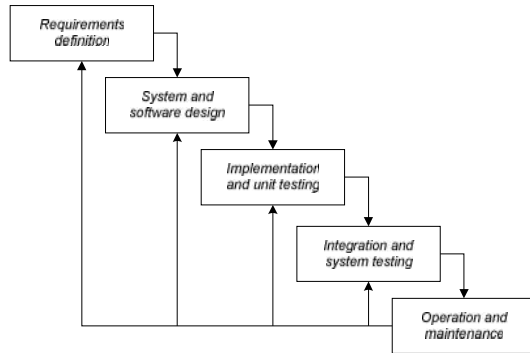 Requirements
definition
System and
software design
Implementation
and unit testing
Integration and
system testing
Operation and
maintenance